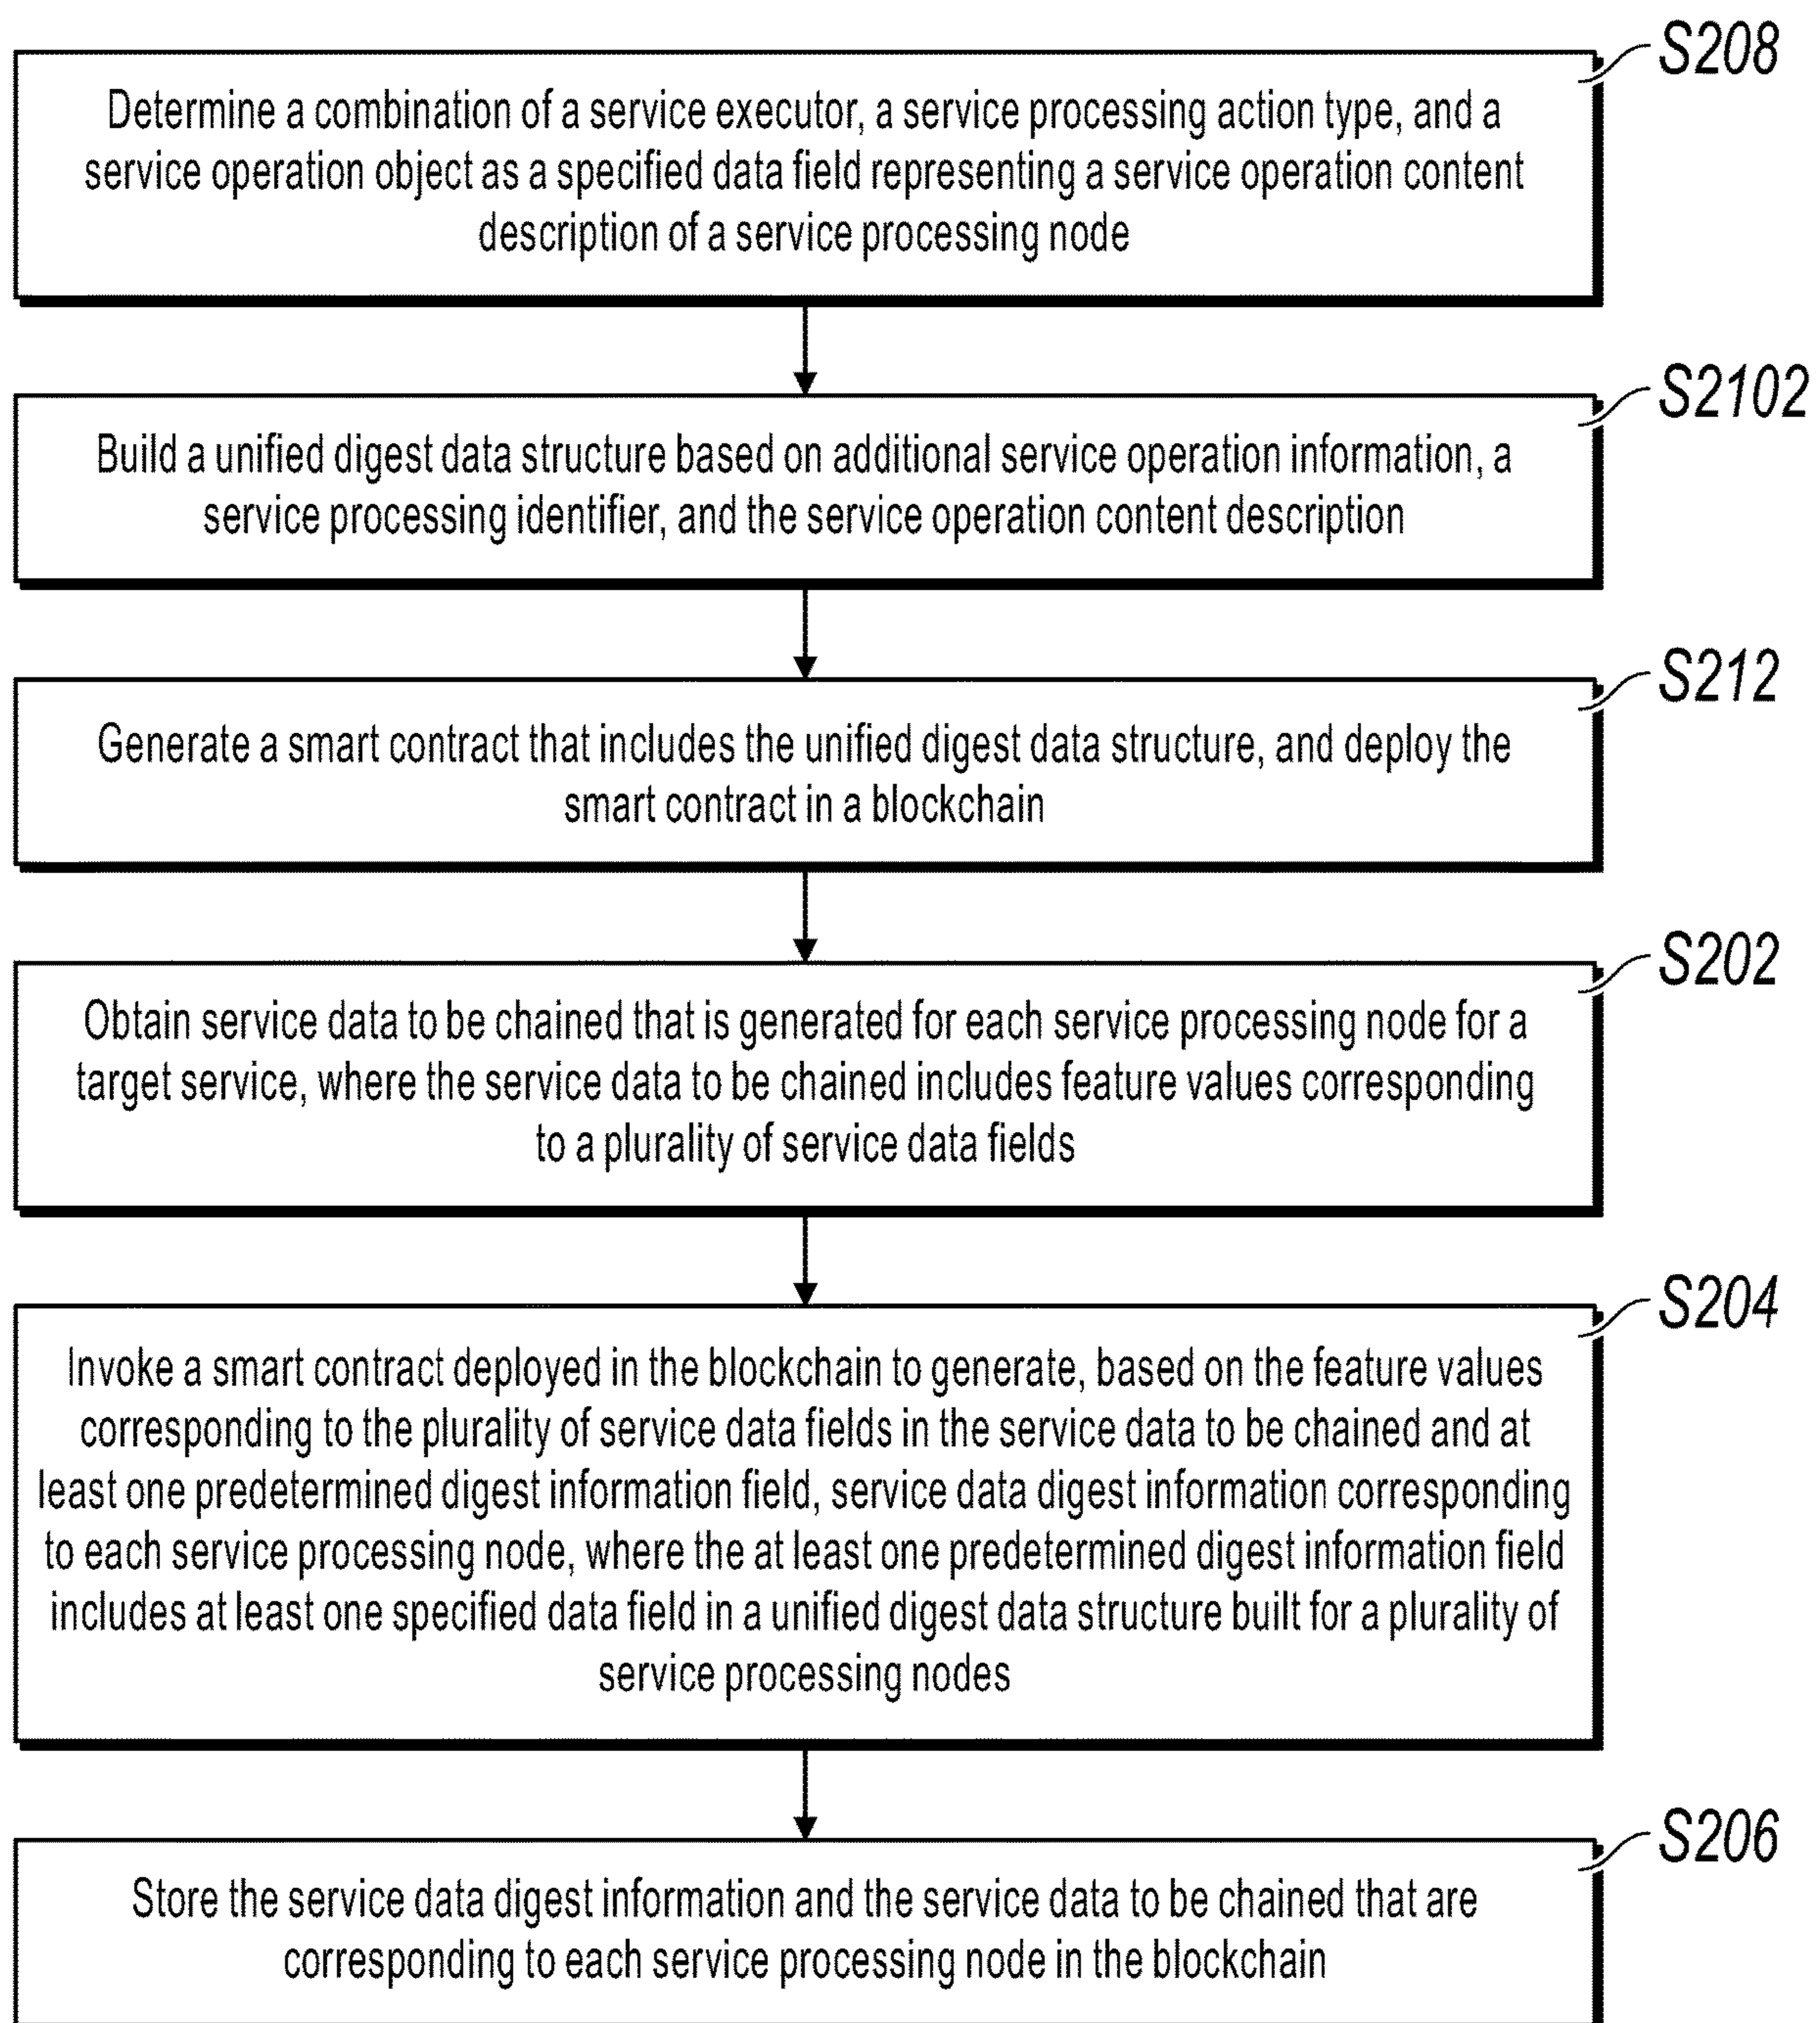 S208
Determine a combination of a service executor, a service processing action type, and a
service operation object as a specified data field representing a service operation content
description of a service processing node
S2102
Build a unified digest data structure based on additional service operation information, a
service processing identifier, and the service operation content description
S212
Generate a smart contract that includes the unified digest data structure, and deploy the
smart contract in a blockchain
S202
Obtain service data to be chained that is generated for each service processing node for a
target service, where the service data to be chained includes feature values corresponding
to a plurality of service data fields
S204
Invoke a smart contract deployed in the blockchain to generate, based on the feature values
corresponding to the plurality of service data fields in the service data to be chained and at
least one predetermined digest information field, service data digest information corresponding
to each service processing node, where the at least one predetermined digest information field
includes at least one specified data field in a unified digest data structure built for a plurality of
service processing nodes
S206
Store the service data digest information and the service data to be chained that are
corresponding to each service processing node in the blockchain